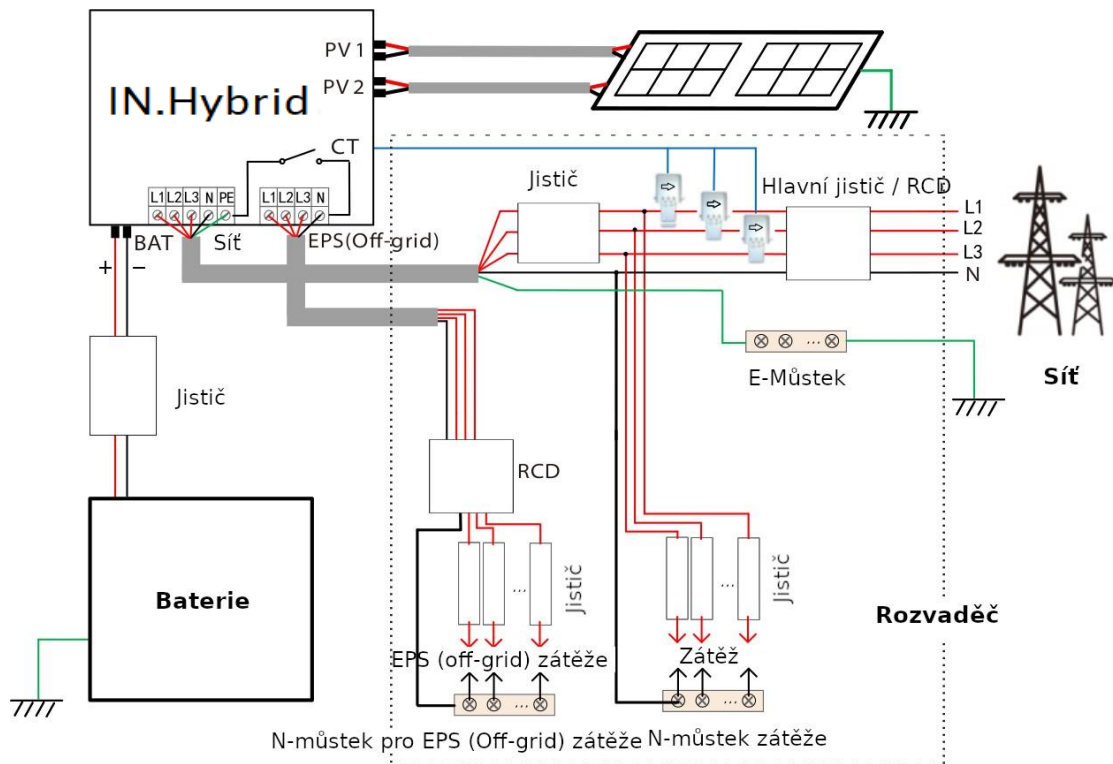 PV 1
IN.Hybrid
PV 2
CT
L1 L2 L3 N PE
L1 L2 L3 N
BAT
Síť
EPS(Off-grid)
+
−
Jistič
Hlavní jistič / RCD
L1
L2
L3
N
E-Můstek
Síť
Jistič
RCD
Baterie
...
Jistič
...
Jistič
Rozvaděč
EPS (off-grid) zátěže
Zátěž
...
...
...
N-můstek pro EPS (Off-grid) zátěže
N-můstek zátěže